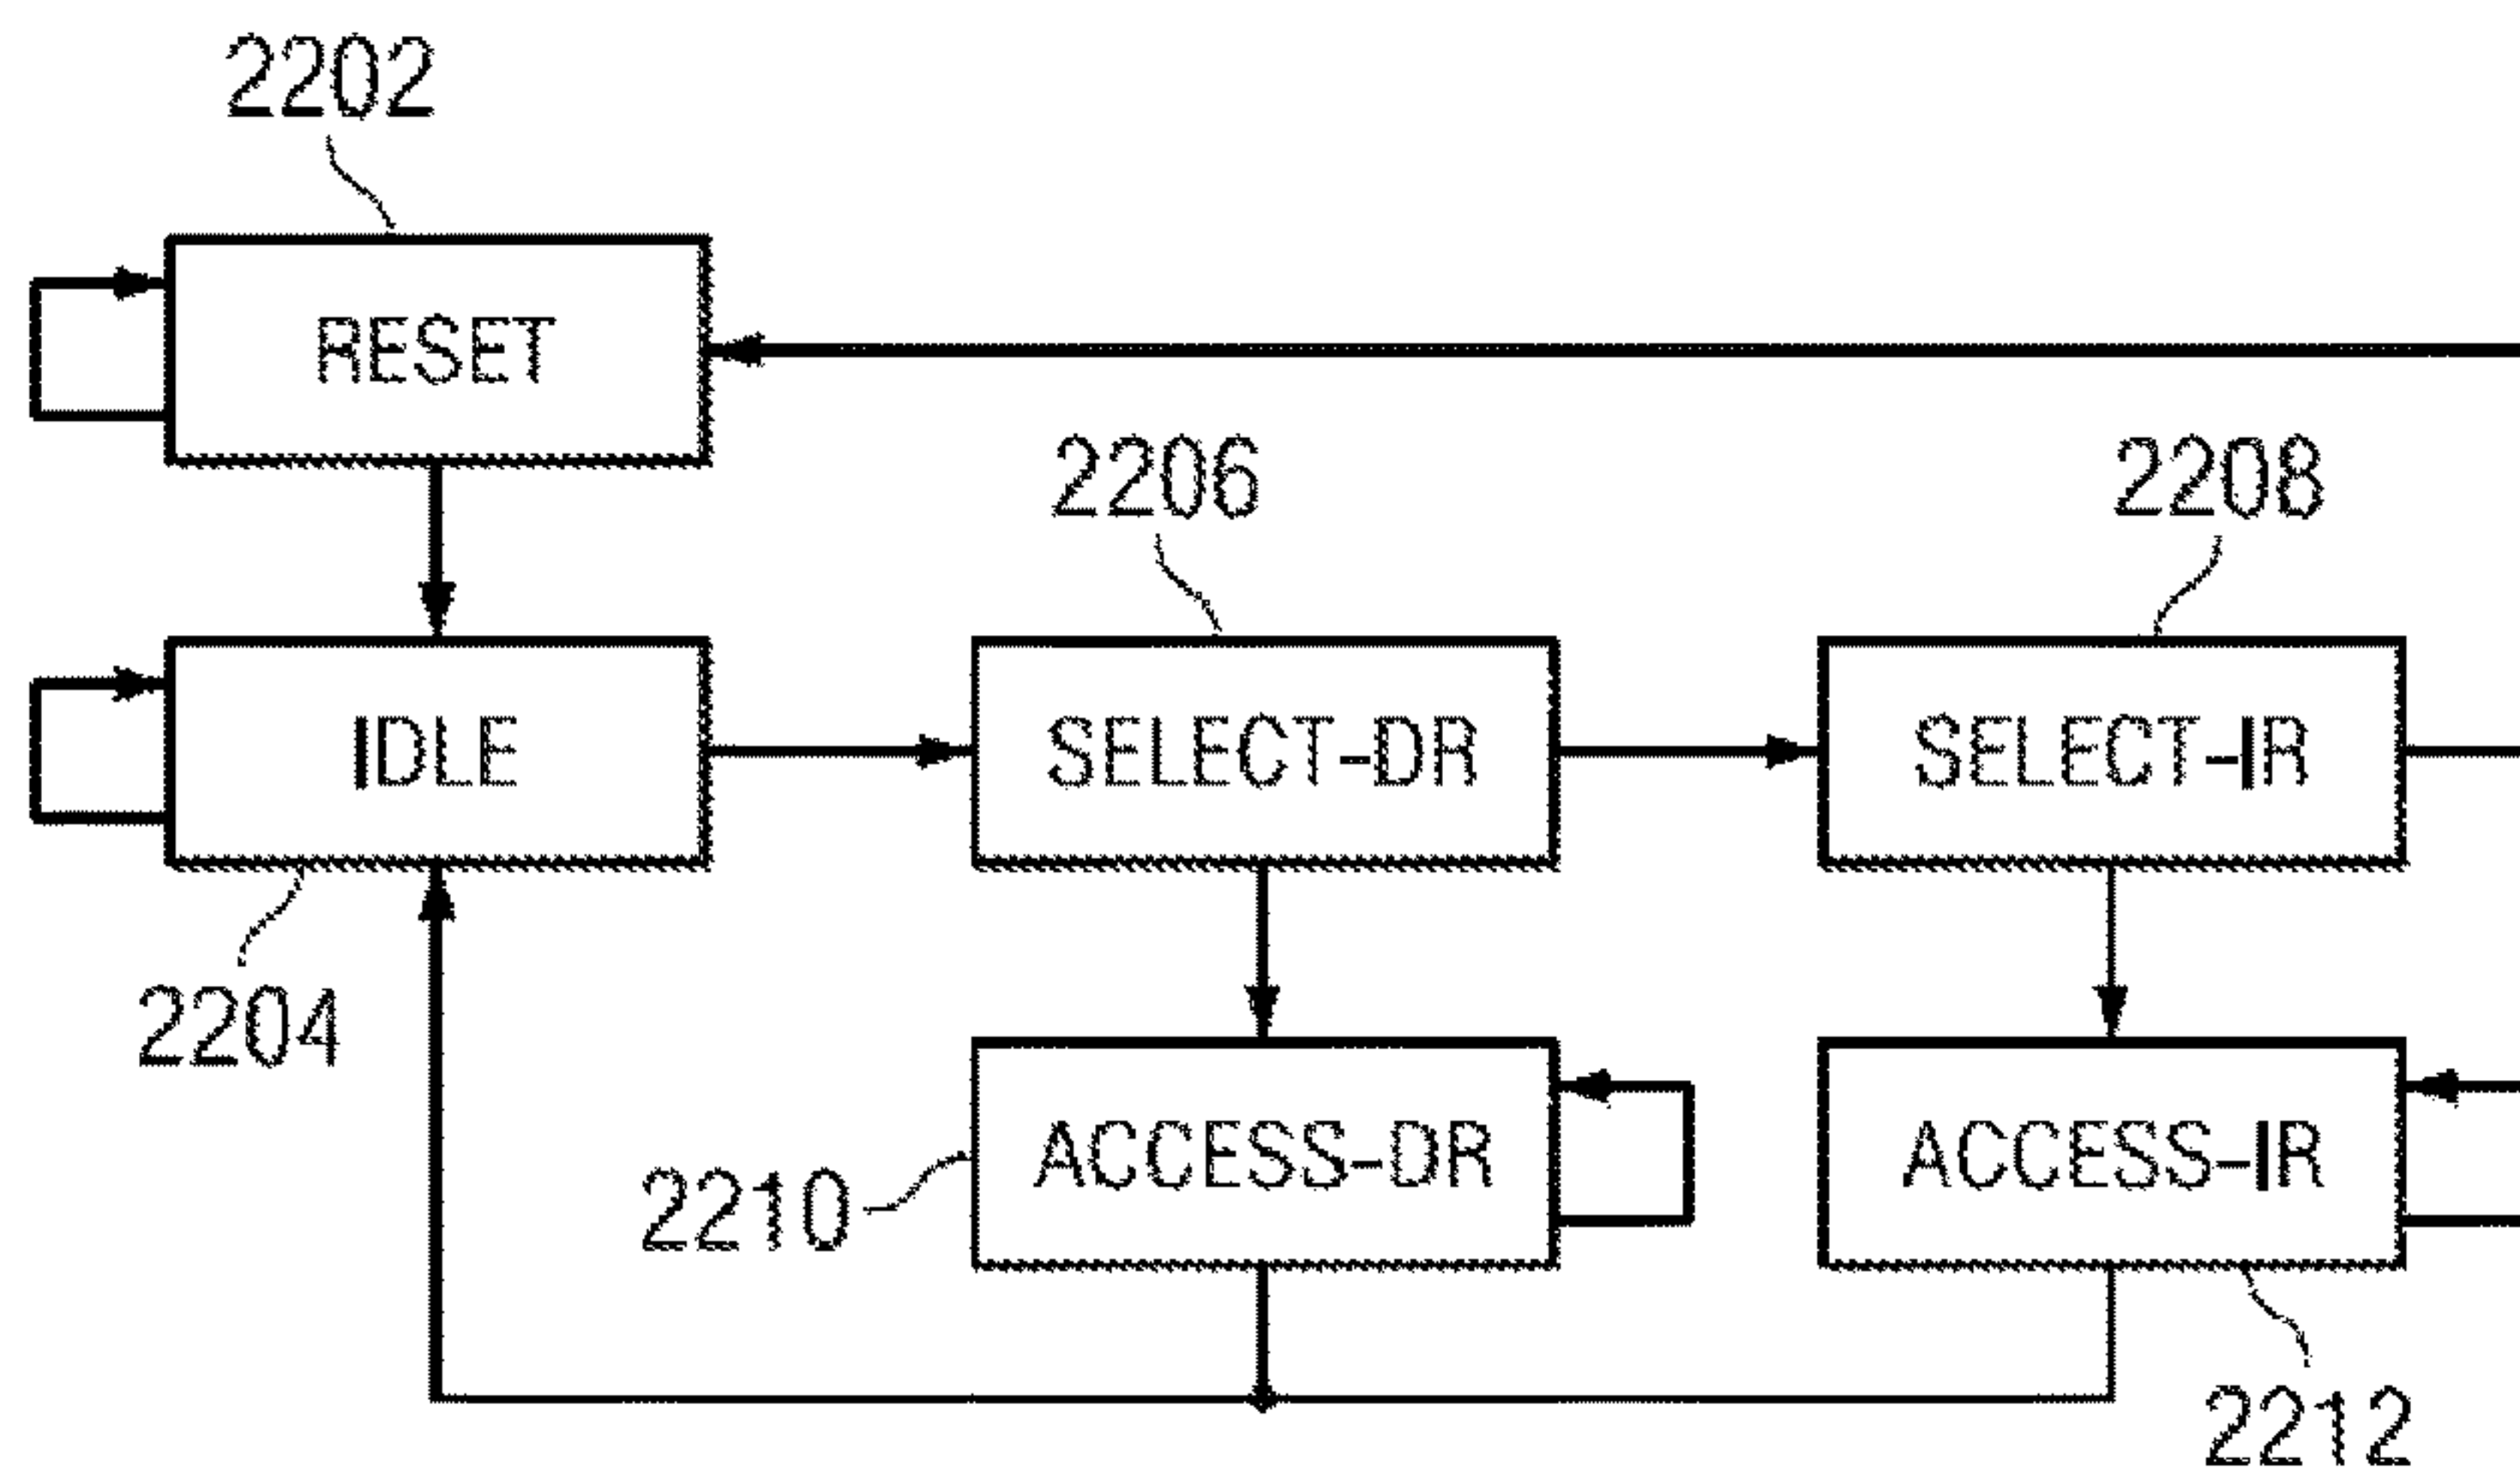 2202
RESET
2206
2208
IDLE
SELECT-DR
SELECT-IR
2204
ACCESS-DR
ACCESS-IR
2210
2212